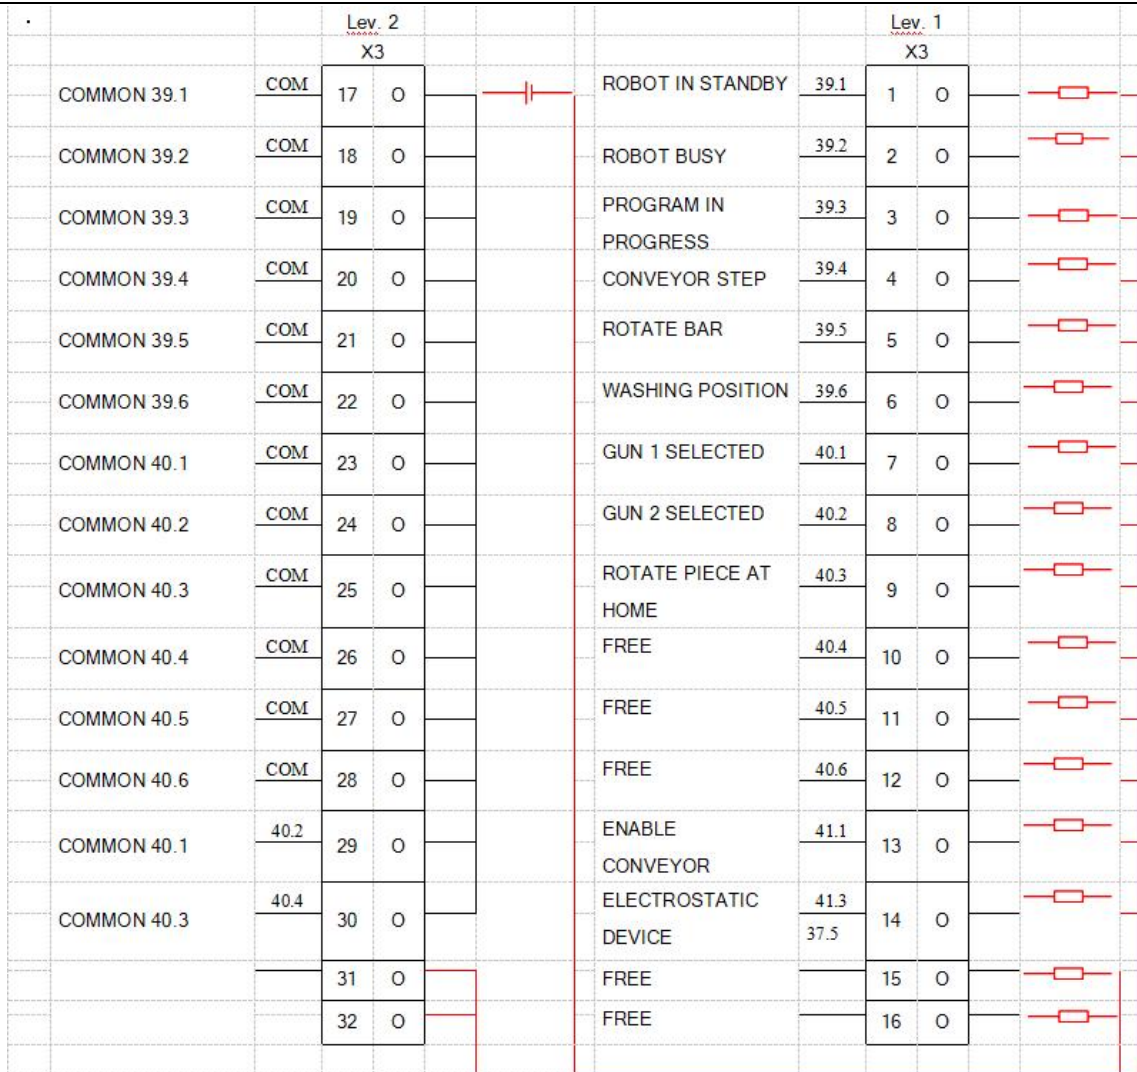 Lev. 2 Lev. 1
X3 X3
COMMON 39.1 COM 17 O ROBOT IN STANDBY 39.1 1 O
COMMON 39.2 COM 18 O ROBOT BUSY 39.2 2 O
COMMON 39.3 COM 19 O PROGRAM IN 39.3 3 O
PROGRESS
COMMON 39.4 COM 20 O CONVEYOR STEP 39.4 4 O
COMMON 39.5 COM 21 O ROTATE BAR 39.5 5 O
COMMON 39.6 COM 22 O WASHING POSITION 39.6 6 O
COMMON 40.1 COM 23 O GUN 1 SELECTED 40.1 7 O
COMMON 40.2 COM 24 O GUN 2 SELECTED 40.2 8 O
COMMON 40.3 COM 25 O ROTATE PIECE AT 40.3 9 O
HOME
COMMON 40.4 COM 26 O FREE 40.4 10 O
COMMON 40.5 COM 27 O FREE 40.5 11 O
COMMON 40.6 COM 28 O FREE 40.6 12 O
COMMON 40.1 40.2 29 O ENABLE 41.1 13 O
CONVEYOR
COMMON 40.3 40.4 30 O ELECTROSTATIC 41.3 14 O
DEVICE 37.5
31 O FREE 15 O
32 O FREE 16 O